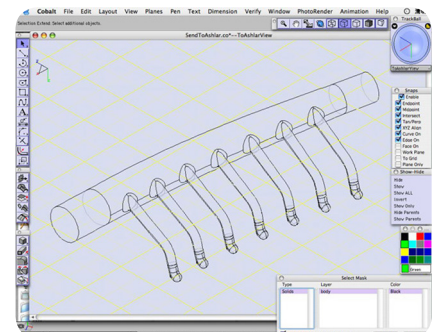 Cobalt File Edit Layout View Planes Pen Text Dimension Verify Window PhotoRender Animation Help
Selection Extend. Select additional objects.
TrackBall
SendToAshlar.co*--ToAshlarView
ToAshlarView
Snaps
Enable
Endpoint
Midpoint
Intersect
Tan/Perp
XYZ Align
Curve On
Edge On
Face On
Work Plane
To Grid
Plane Only
Show-Hide
Hide
Show
Show ALL
Invert
Show Only
Hide Parents
Show Parents
Green
Select Mask
Type Layer Color
Solids body Black